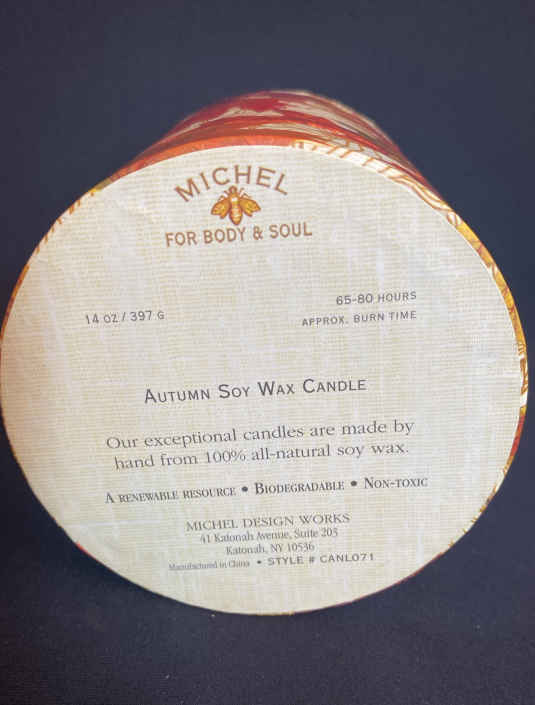 MICHEL
FOR BODY & SOUL
14 OZ / 397 G
65-80 HOURS
APPROX. BURN TIME
AUTUMN SOY WAX CANDLE
Our exceptional candles are made by
hand from 100% all-natural soy wax.
A RENEWABLE RESOURCE • BIODEGRADABLE • NON-TOXIC
MICHEL DESIGN WORKS
41 Katonah Avenue, Suite 203
Katonah, NY 10536
Manufactured in China • STYLE # CANL071